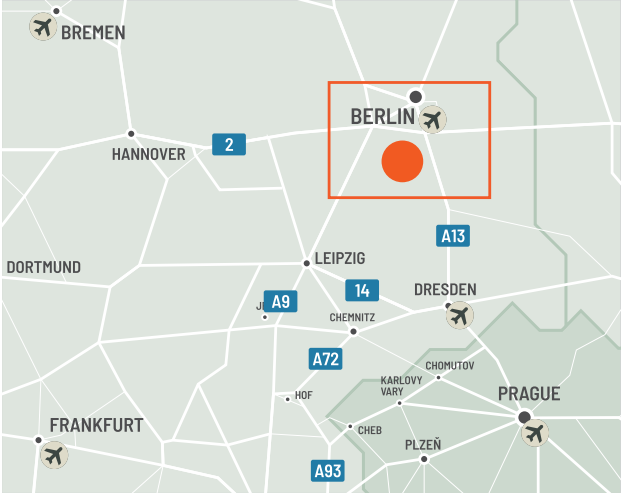 BREMEN
BERLIN
HANNOVER
2
A13
LEIPZIG
DORTMUND
14
DRESDEN
A9
CHEMNITZ
A72
CHOMUTOV
KARLOVY
VARY
HOF
PRAGUE
FRANKFURT
CHEB
PLZEŇ
A93